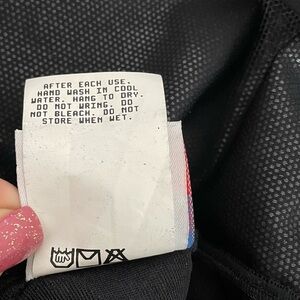 AFTER EACH USE.
HAND WASH IN COOL
WATER. HANG TO DRY.
DO NOT WRING. DO
NOT BLEACH. DO NOT
STORE WHEN WET.